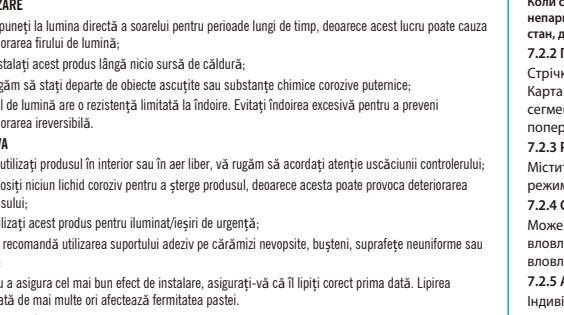 ZARE
puneți la lumina directă a soarelui pentru perioade lungi de timp, deoarece acest lucru poate cauza
orarea firului de lumină;
stalați acest produs lângă nicio sursă de căldură;
găm să stați departe de obiecte ascuțite sau substanțe chimice corozive puternice;
l de lumină are o rezistență limitată la îndoire. Evitați îndoirea excesivă pentru a preveni
orarea ireversibilă.
VA
utilizați produsul în interior sau în aer liber, vă rugăm să acordați atenție uscăciunii controlerului;
osiți niciun lichid coroziv pentru a șterge produsul, deoarece acesta poate provoca deteriorarea
sului;
ilizați acest produs pentru iluminat/ieșiri de urgență;
recomandă utilizarea suportului adeziv pe cărămizi nevopsite, bușteni, suprafețe neuniforme sau
;
u a asigura cel mai bun efect de instalare, asigurați-vă că îl lipiți corect prima dată. Lipirea
ată de mai multe ori afectează fermitatea pastei.
Коли с
непарн
стан, д
7.2.2 П
Стрічк
Карта
сегмен
попер
7.2.3 Р
Містит
режим
7.2.4 С
Може
вловл
вловл
7.2.5 А
Індиві